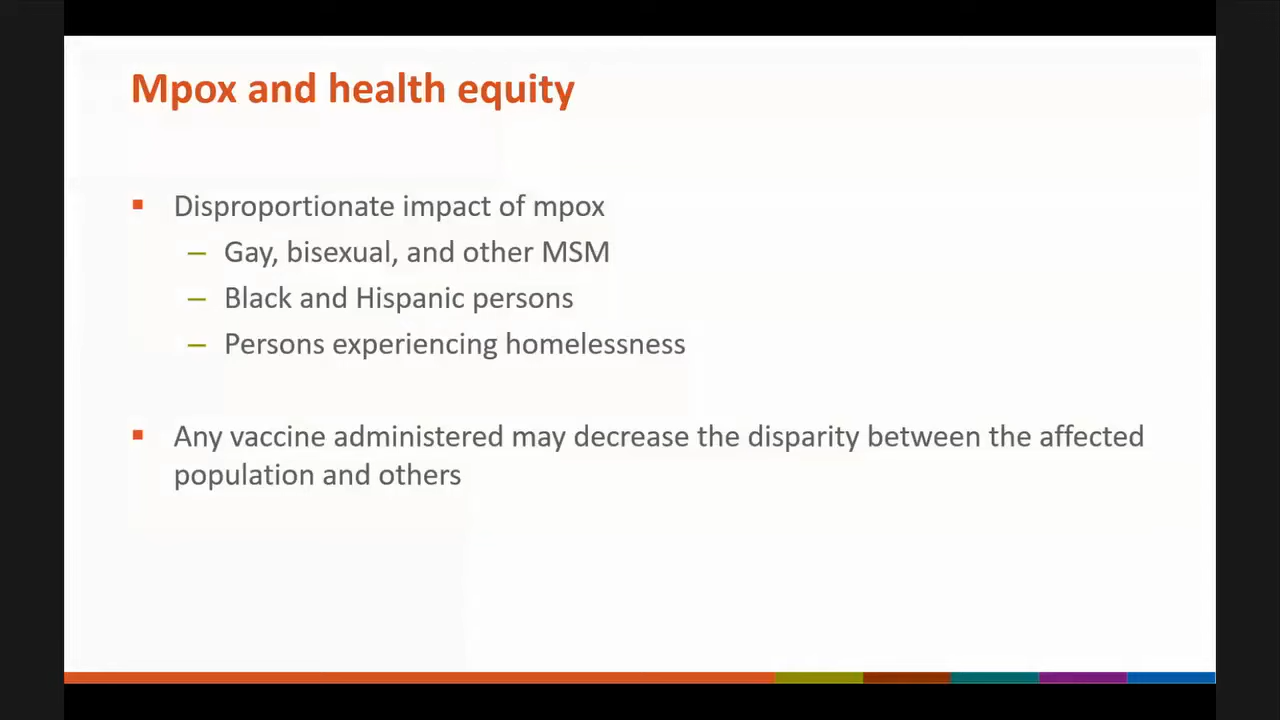 Mpox and health equity
▪ Disproportionate impact of mpox
– Gay, bisexual, and other MSM
– Black and Hispanic persons
– Persons experiencing homelessness
▪ Any vaccine administered may decrease the disparity between the affected
population and others